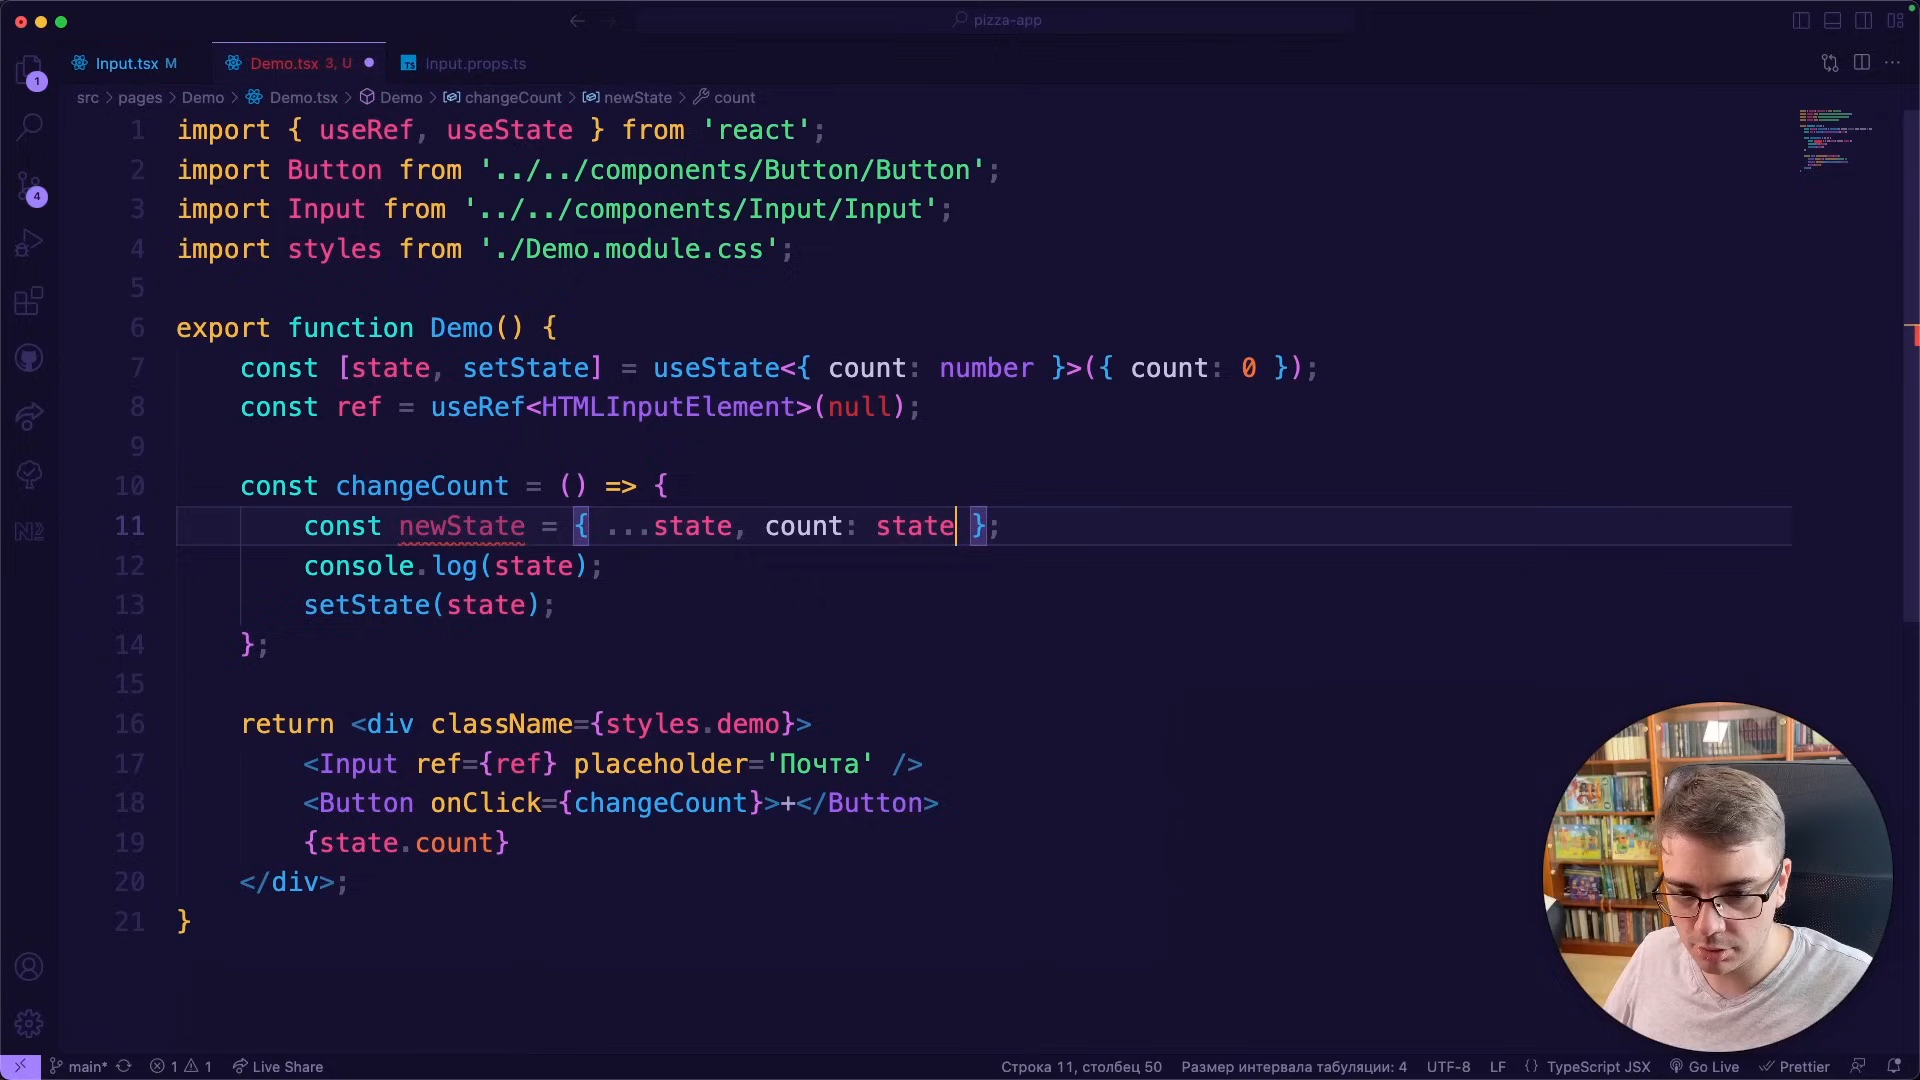 pizza-app
Input.tsx M
Demo.tsx 3, U
TS Input.props.ts
src > pages > Demo > Demo.tsx > Demo > changeCount > newState > count
1 import { useRef, useState } from 'react';
2 import Button from '../../components/Button/Button';
3 import Input from '../../components/Input/Input';
4 import styles from './Demo.module.css';
5
6 export function Demo() {
7 const [state, setState] = useState<{ count: number }>({ count: 0 });
8 const ref = useRef<HTMLInputElement>(null);
9
10 const changeCount = () => {
11 const newState = { ...state, count: state };
12 console.log(state);
13 setState(state);
14 };
15
16 return <div className={styles.demo}>
17 <Input ref={ref} placeholder='Почта' />
18 <Button onClick={changeCount}>+</Button>
19 {state.count}
20 </div>;
21 }
1
4
main* 1 1 Live Share
Строка 11, столбец 50 Размер интервала табуляции: 4 UTF-8 LF {} TypeScript JSX Go Live Prettier